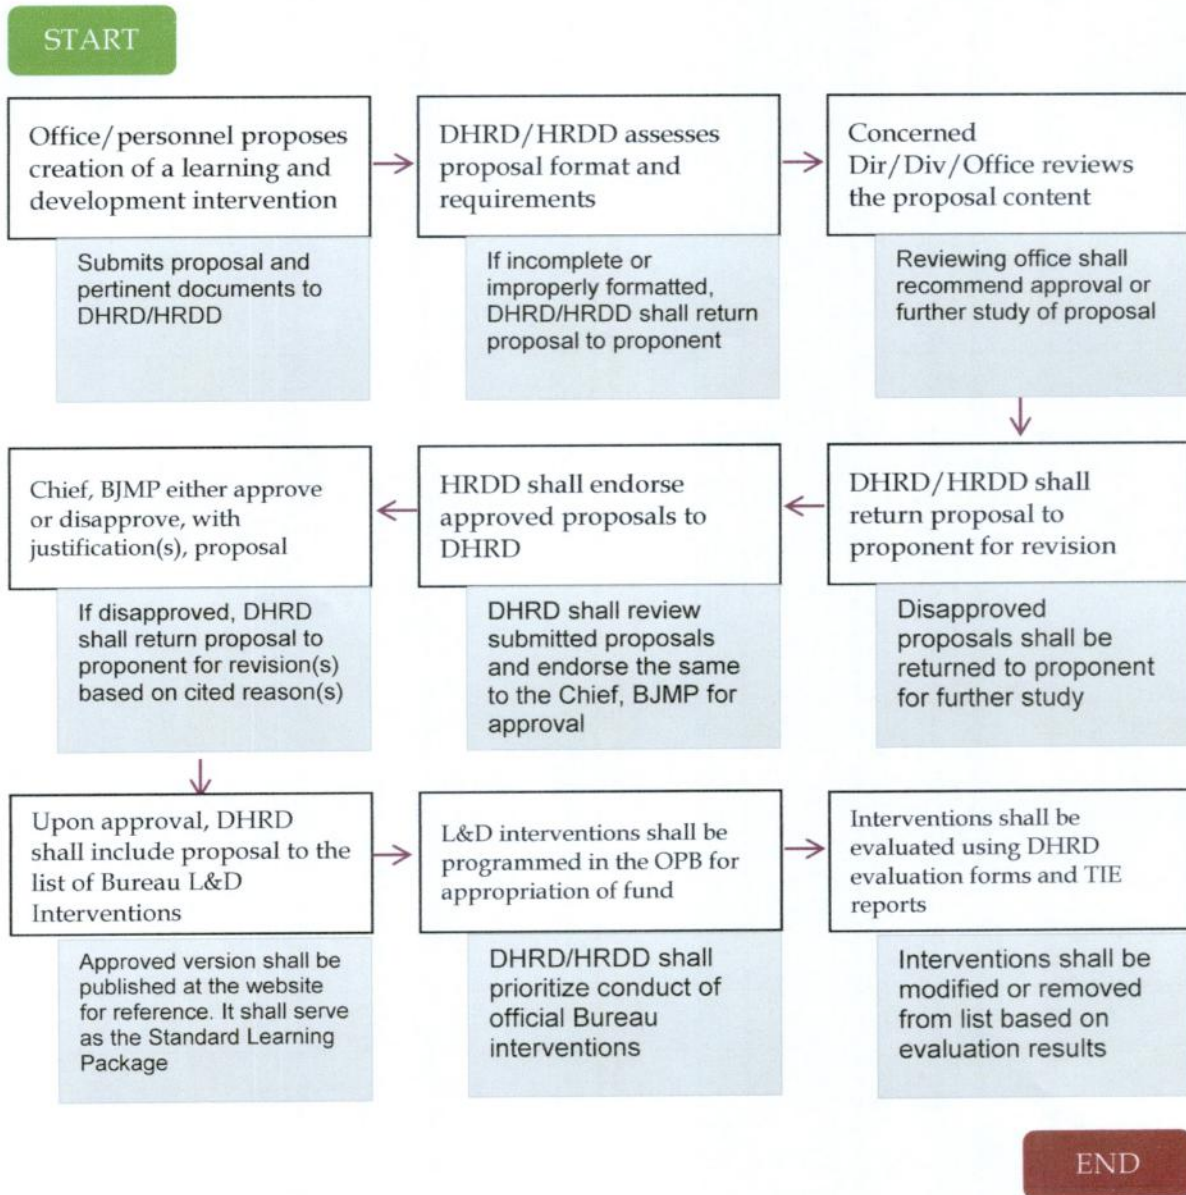 START
Office/personnel proposes
creation of a learning and
development intervention
Submits proposal and
pertinent documents to
DHRD/HRDD
DHRD/HRDD assesses
proposal format and
requirements
If incomplete or
improperly formatted,
DHRD/HRDD shall return
proposal to proponent
Concerned
Dir/Div/Office reviews
the proposal content
Reviewing office shall
recommend approval or
further study of proposal
DHRD/HRDD shall
return proposal to
proponent for revision
Disapproved
proposals shall be
returned to proponent
for further study
HRDD shall endorse
approved proposals to
DHRD
DHRD shall review
submitted proposals
and endorse the same
to the Chief, BJMP for
approval
Chief, BJMP either approve
or disapprove, with
justification(s), proposal
If disapproved, DHRD
shall return proposal to
proponent for revision(s)
based on cited reason(s)
Upon approval, DHRD
shall include proposal to the
list of Bureau L&D
Interventions
Approved version shall be
published at the website
for reference. It shall serve
as the Standard Learning
Package
L&D interventions shall be
programmed in the OPB for
appropriation of fund
DHRD/HRDD shall
prioritize conduct of
official Bureau
interventions
Interventions shall be
evaluated using DHRD
evaluation forms and TIE
reports
Interventions shall be
modified or removed
from list based on
evaluation results
END